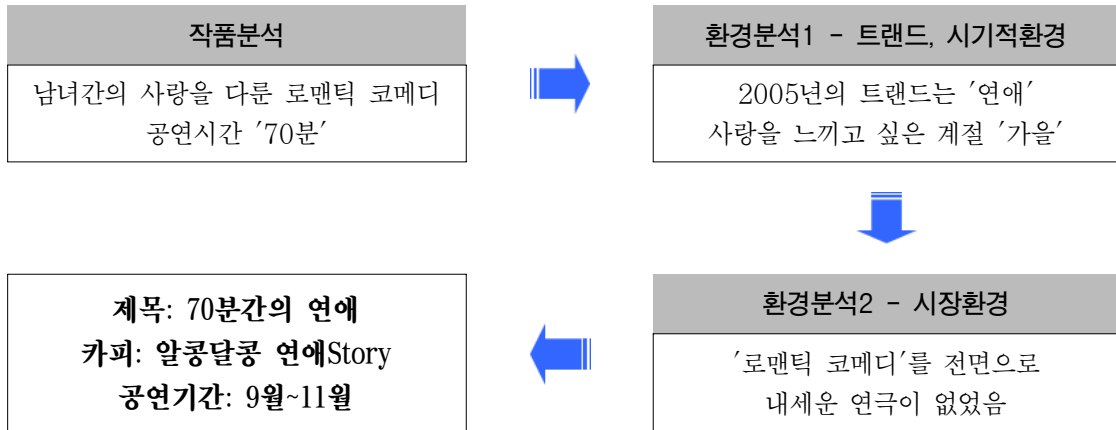 작품분석
남녀간의 사랑을 다룬 로맨틱 코메디
공연시간 '70분'
환경분석1 - 트랜드, 시기적환경
2005년의 트랜드는 '연애'
사랑을 느끼고 싶은 계절 '가을'
환경분석2 - 시장환경
'로맨틱 코메디'를 전면으로
내세운 연극이 없었음
제목: 70분간의 연애
카피: 알콩달콩 연애Story
공연기간: 9월~11월